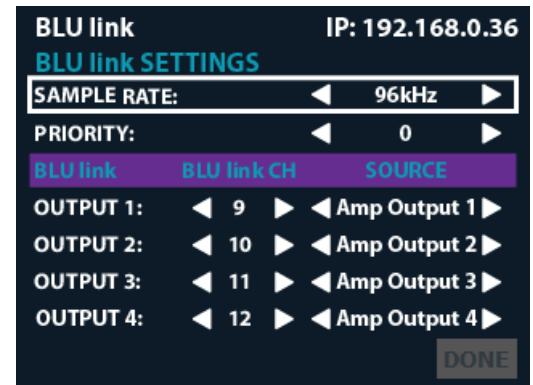 BLU link IP: 192.168.0.36
BLU link SETTINGS
SAMPLE RATE: 96kHz
PRIORITY: 0
BLU link BLU link CH SOURCE
OUTPUT 1: 9 Amp Output 1
OUTPUT 2: 10 Amp Output 2
OUTPUT 3: 11 Amp Output 3
OUTPUT 4: 12 Amp Output 4
DONE